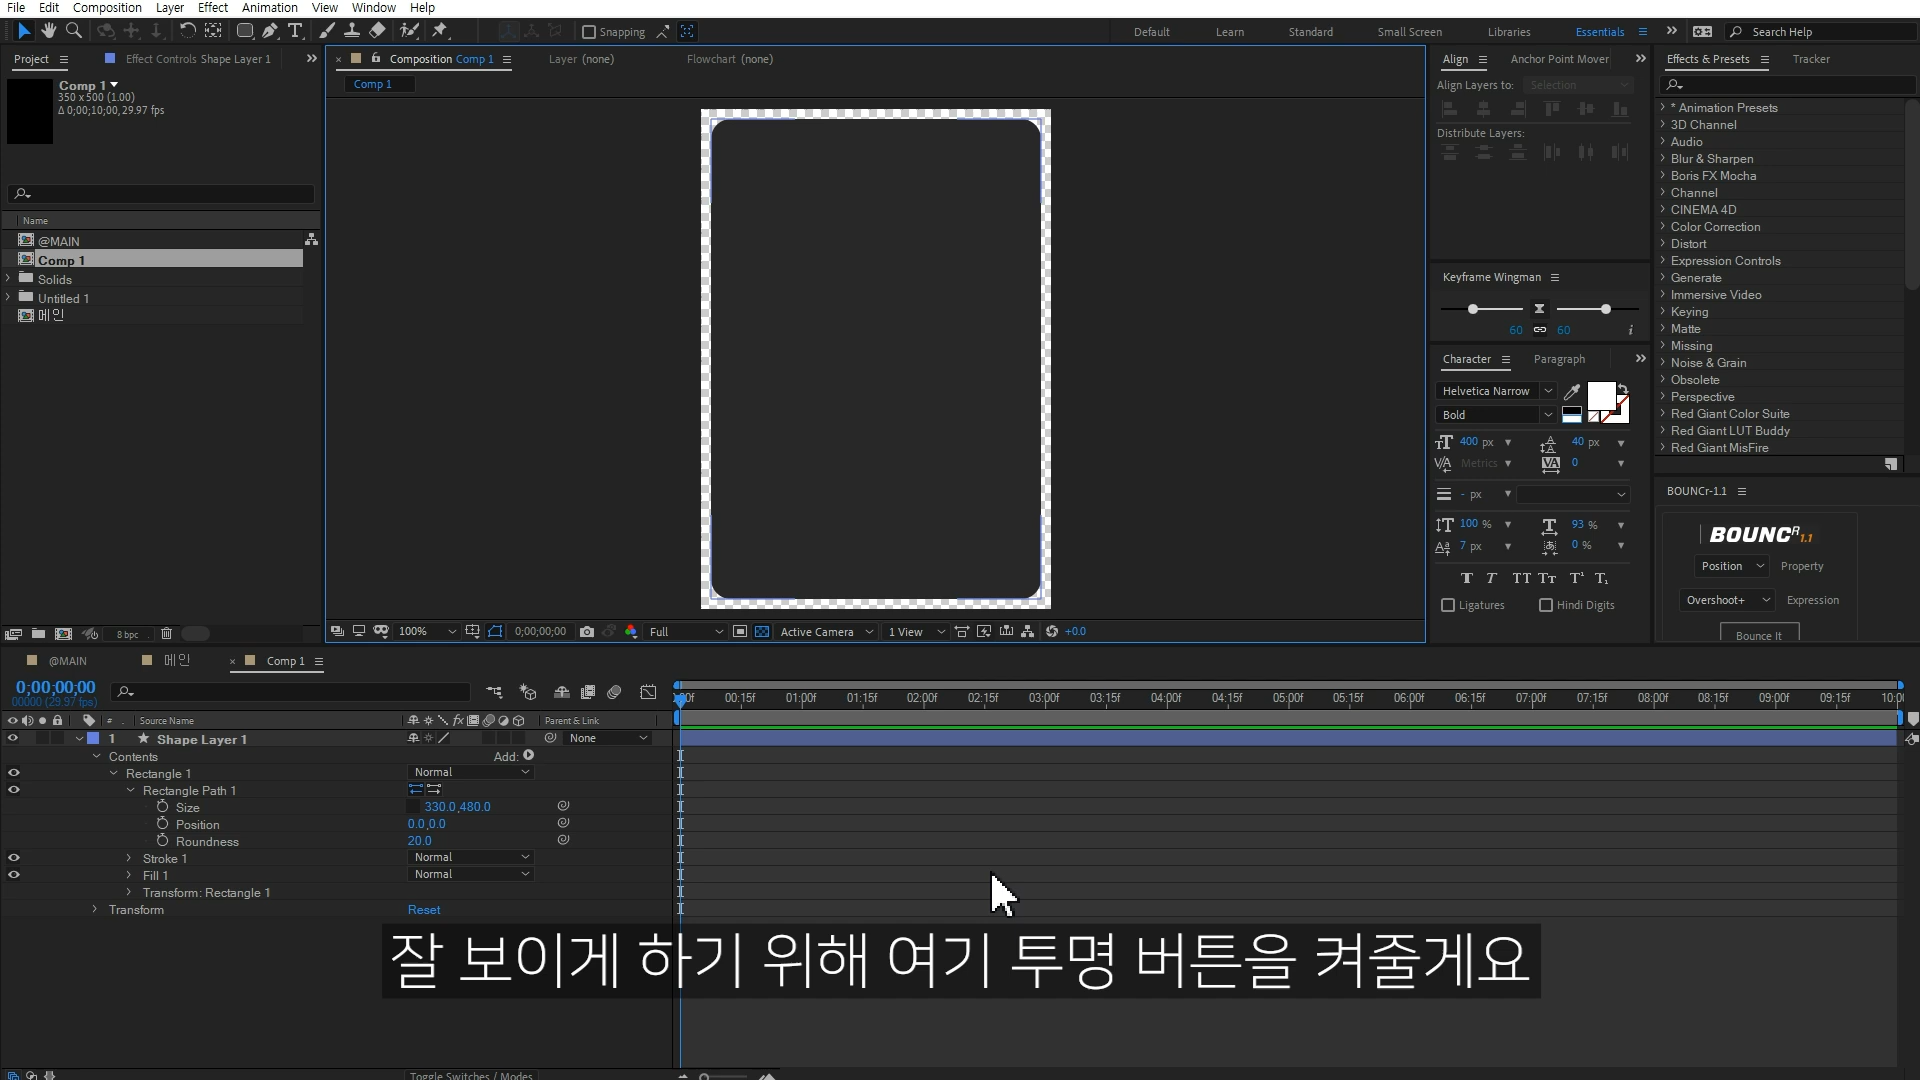 File Edit Composition Layer Effect Animation View Window Help
Snapping
Default Learn Standard Small Screen Libraries Essentials
Search Help
Project
Effect Controls Shape Layer 1
Comp 1
350 x 500 (1.00)
Δ 0;00;10;00, 29.97 fps
Name
@MAIN
Comp 1
Solids
Untitled 1
메인
8 bpc
Composition Comp 1
Layer (none)
Flowchart (none)
Comp 1
100%
0;00;00;00
Full
Active Camera
1 View
+0.0
Align
Anchor Point Mover
Align Layers to: Selection
Distribute Layers:
Keyframe Wingman
60 60
Character
Paragraph
Helvetica Narrow
Bold
400 px 40 px
Metrics 0
- px
100 % 93 %
7 px 0 %
Ligatures
Hindi Digits
Effects & Presets
Tracker
* Animation Presets
3D Channel
Audio
Blur & Sharpen
Boris FX Mocha
Channel
CINEMA 4D
Color Correction
Distort
Expression Controls
Generate
Immersive Video
Keying
Matte
Missing
Noise & Grain
Obsolete
Perspective
Red Giant Color Suite
Red Giant LUT Buddy
Red Giant MisFire
BOUNCr-1.1
BOUNCR 1.1
Position Property
Overshoot+ Expression
Bounce It
@MAIN 메인 Comp 1
0;00;00;00
00000 (29.97 fps)
:00f 00:15f 01:00f 01:15f 02:00f 02:15f 03:00f 03:15f 04:00f 04:15f 05:00f 05:15f 06:00f 06:15f 07:00f 07:15f 08:00f 08:15f 09:00f 09:15f 10:0
# Source Name Parent & Link
1 Shape Layer 1 None
Contents Add:
Rectangle 1 Normal
Rectangle Path 1
Size 330.0,480.0
Position 0.0,0.0
Roundness 20.0
Stroke 1 Normal
Fill 1 Normal
Transform: Rectangle 1
Transform Reset
잘 보이게 하기 위해 여기 투명 버튼을 켜줄게요
Toggle Switches / Modes